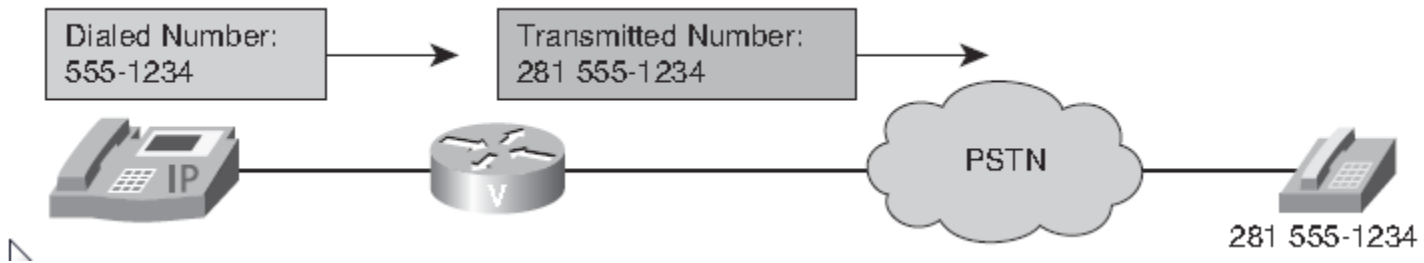 Dialed Number:
555-1234
Transmitted Number:
281 555-1234
IP
V
PSTN
281 555-1234